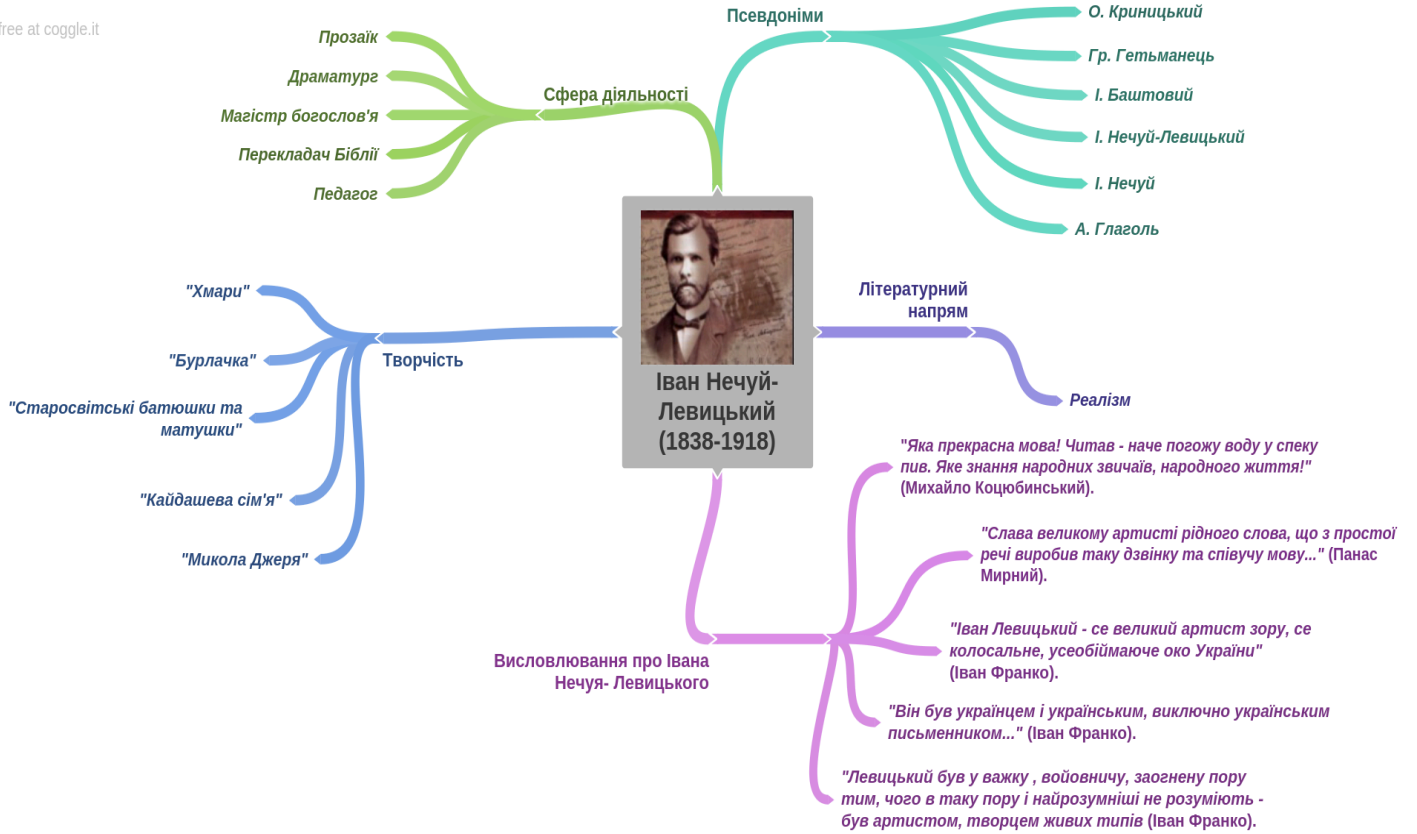 free at coggle.it
Псевдоніми
О. Криницький
Гр. Гетьманець
І. Баштовий
І. Нечуй-Левицький
І. Нечуй
А. Глаголь
Сфера діяльності
Прозаїк
Драматург
Магістр богослов'я
Перекладач Біблії
Педагог
Іван Нечуй-
Левицький
(1838-1918)
Творчість
"Хмари"
"Бурлачка"
"Старосвітські батюшки та
матушки"
"Кайдашева сім'я"
"Микола Джеря"
Літературний
напрям
Реалізм
Висловлювання про Івана
Нечуя- Левицького
"Яка прекрасна мова! Читав - наче погожу воду у спеку
пив. Яке знання народних звичаїв, народного життя!"
(Михайло Коцюбинський).
"Слава великому артисті рідного слова, що з простої
речі виробив таку дзвінку та співучу мову..." (Панас
Мирний).
"Іван Левицький - се великий артист зору, се
колосальне, усеобіймаюче око України"
(Іван Франко).
"Він був українцем і українським, виключно українським
письменником..." (Іван Франко).
"Левицький був у важку , войовничу, заогнену пору
тим, чого в таку пору і найрозумніші не розуміють -
був артистом, творцем живих типів (Іван Франко).